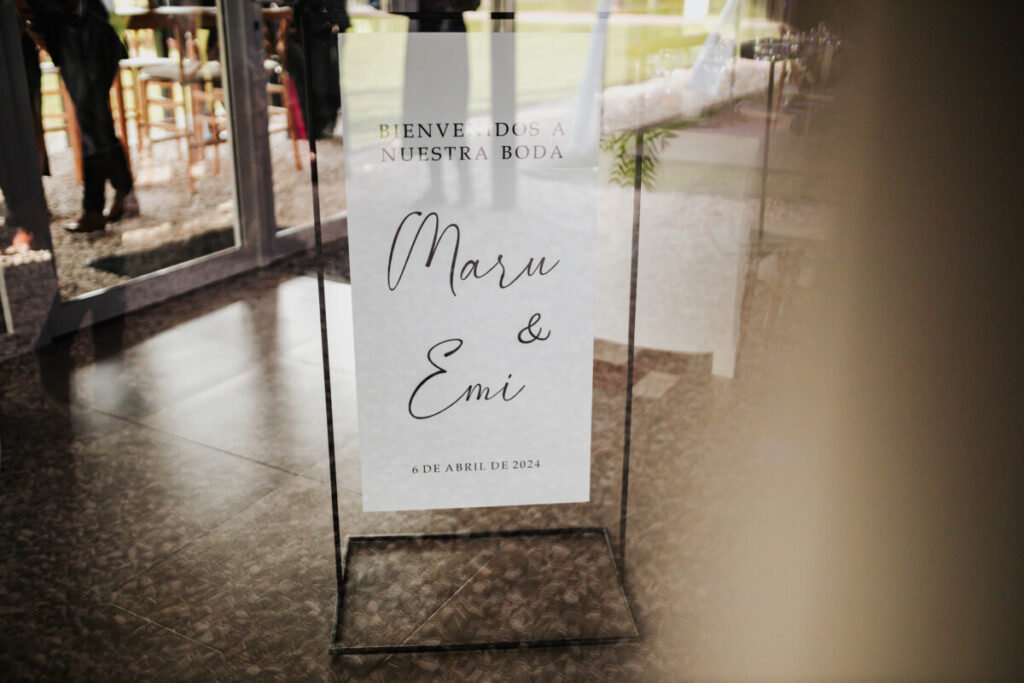 BIENVENIDOS A
NUESTRA BODA
Maru
&
Emi
6 DE ABRIL DE 2024